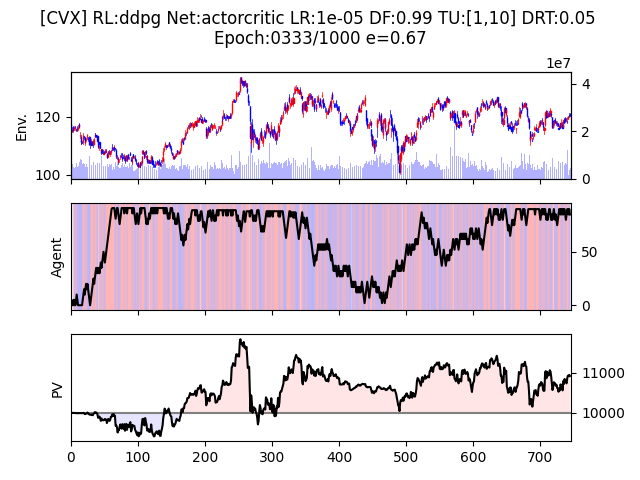 [CVX] RL:ddpg Net:actorcritic LR:1e-05 DF:0.99 TU:[1,10] DRT:0.05
Epoch:0333/1000 e=0.67
1e7
Env.
120
100
4
2
0
Agent
50
0
PV
11000
10000
0 100 200 300 400 500 600 700